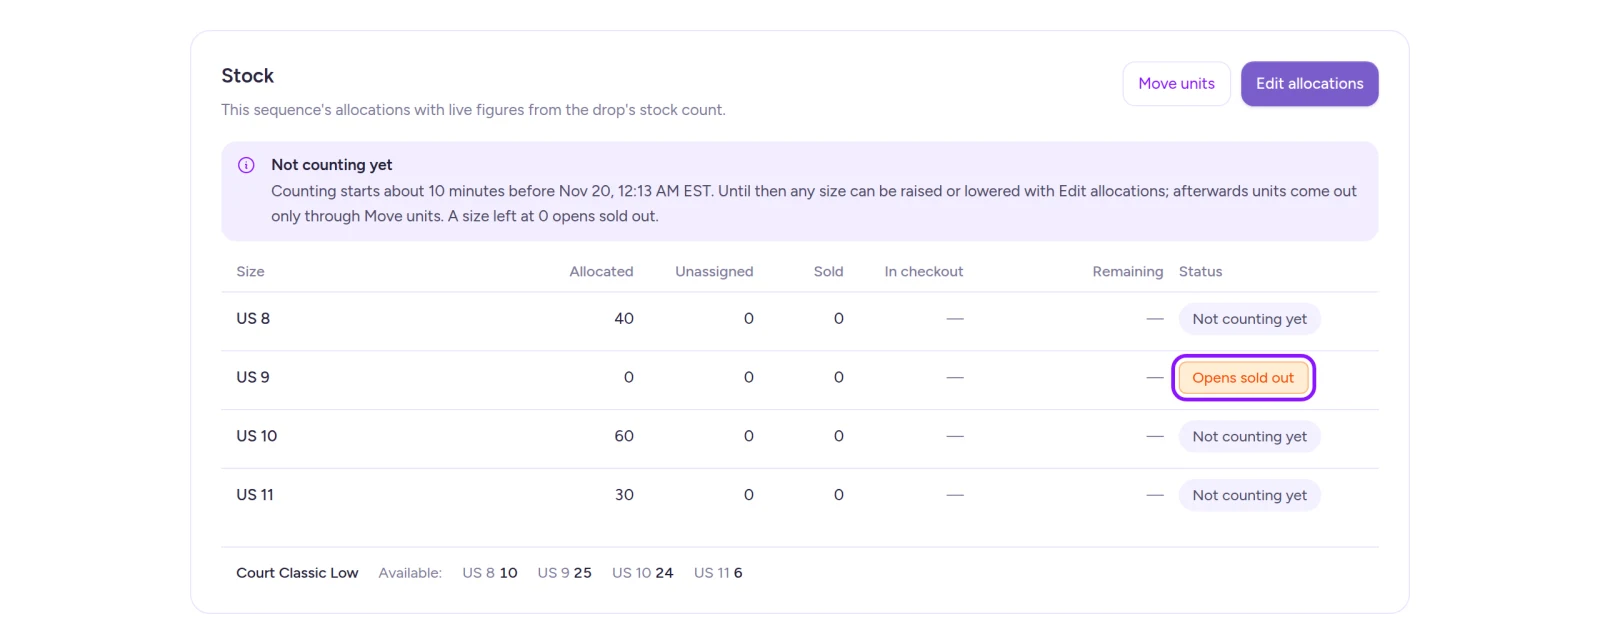 Stock
Move units
Edit allocations
This sequence's allocations with live figures from the drop's stock count.
Not counting yet
Counting starts about 10 minutes before Nov 20, 12:13 AM EST. Until then any size can be raised or lowered with Edit allocations; afterwards units come out
only through Move units. A size left at 0 opens sold out.
Size Allocated Unassigned Sold In checkout Remaining Status
US 8 40 0 0 — — Not counting yet
US 9 0 0 0 — — Opens sold out
US 10 60 0 0 — — Not counting yet
US 11 30 0 0 — — Not counting yet
Court Classic Low Available: US 8 10 US 9 25 US 10 24 US 11 6